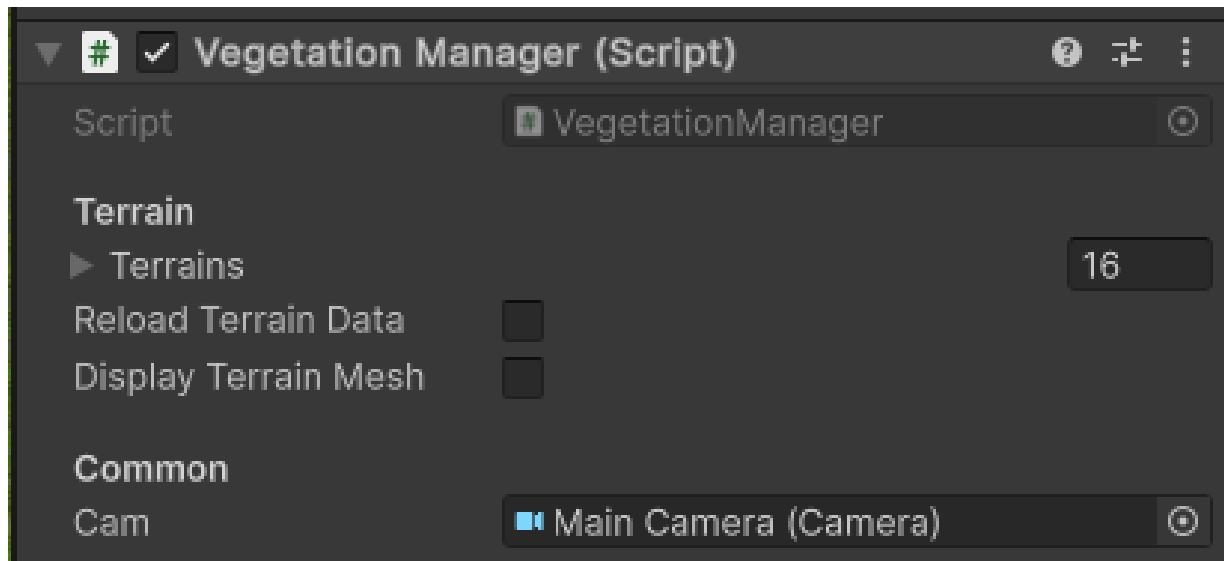 Vegetation Manager (Script)
Script VegetationManager
Terrain
Terrains 16
Reload Terrain Data
Display Terrain Mesh
Common
Cam Main Camera (Camera)